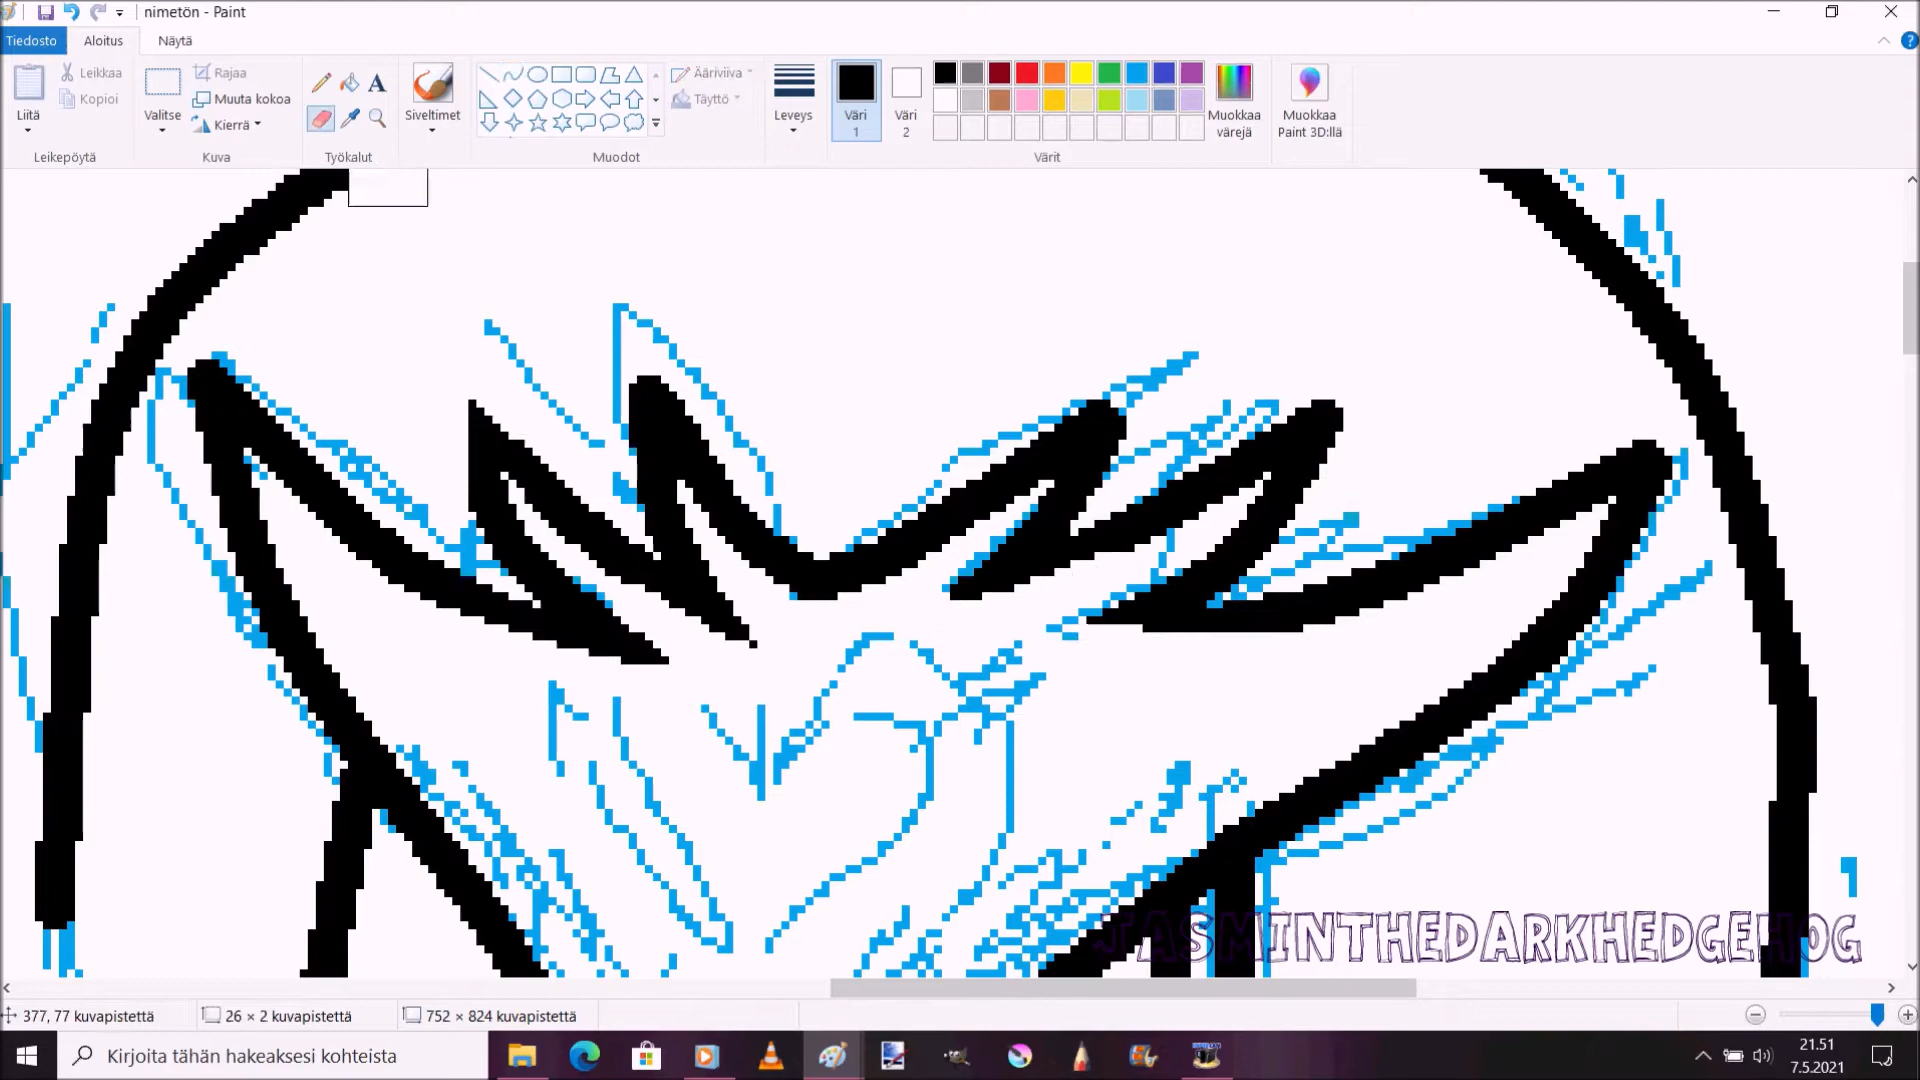 nimetön - Paint
Tiedosto Aloitus Näytä
Liitä
Leikkaa
Kopioi
Leikepöytä
Valitse
Rajaa
Muuta kokoa
Kierrä
Kuva
A
Työkalut
Siveltimet
Ääriviiva
Täyttö
Muodot
Leveys
Väri
1
Väri
2
Värit
Muokkaa
värejä
Muokkaa
Paint 3D:llä
JASMINTHEDARKHEDGEHOG
377, 77 kuvapistettä 26 × 2 kuvapistettä 752 × 824 kuvapistettä
Kirjoita tähän hakeaksesi kohteista
21.51
7.5.2021